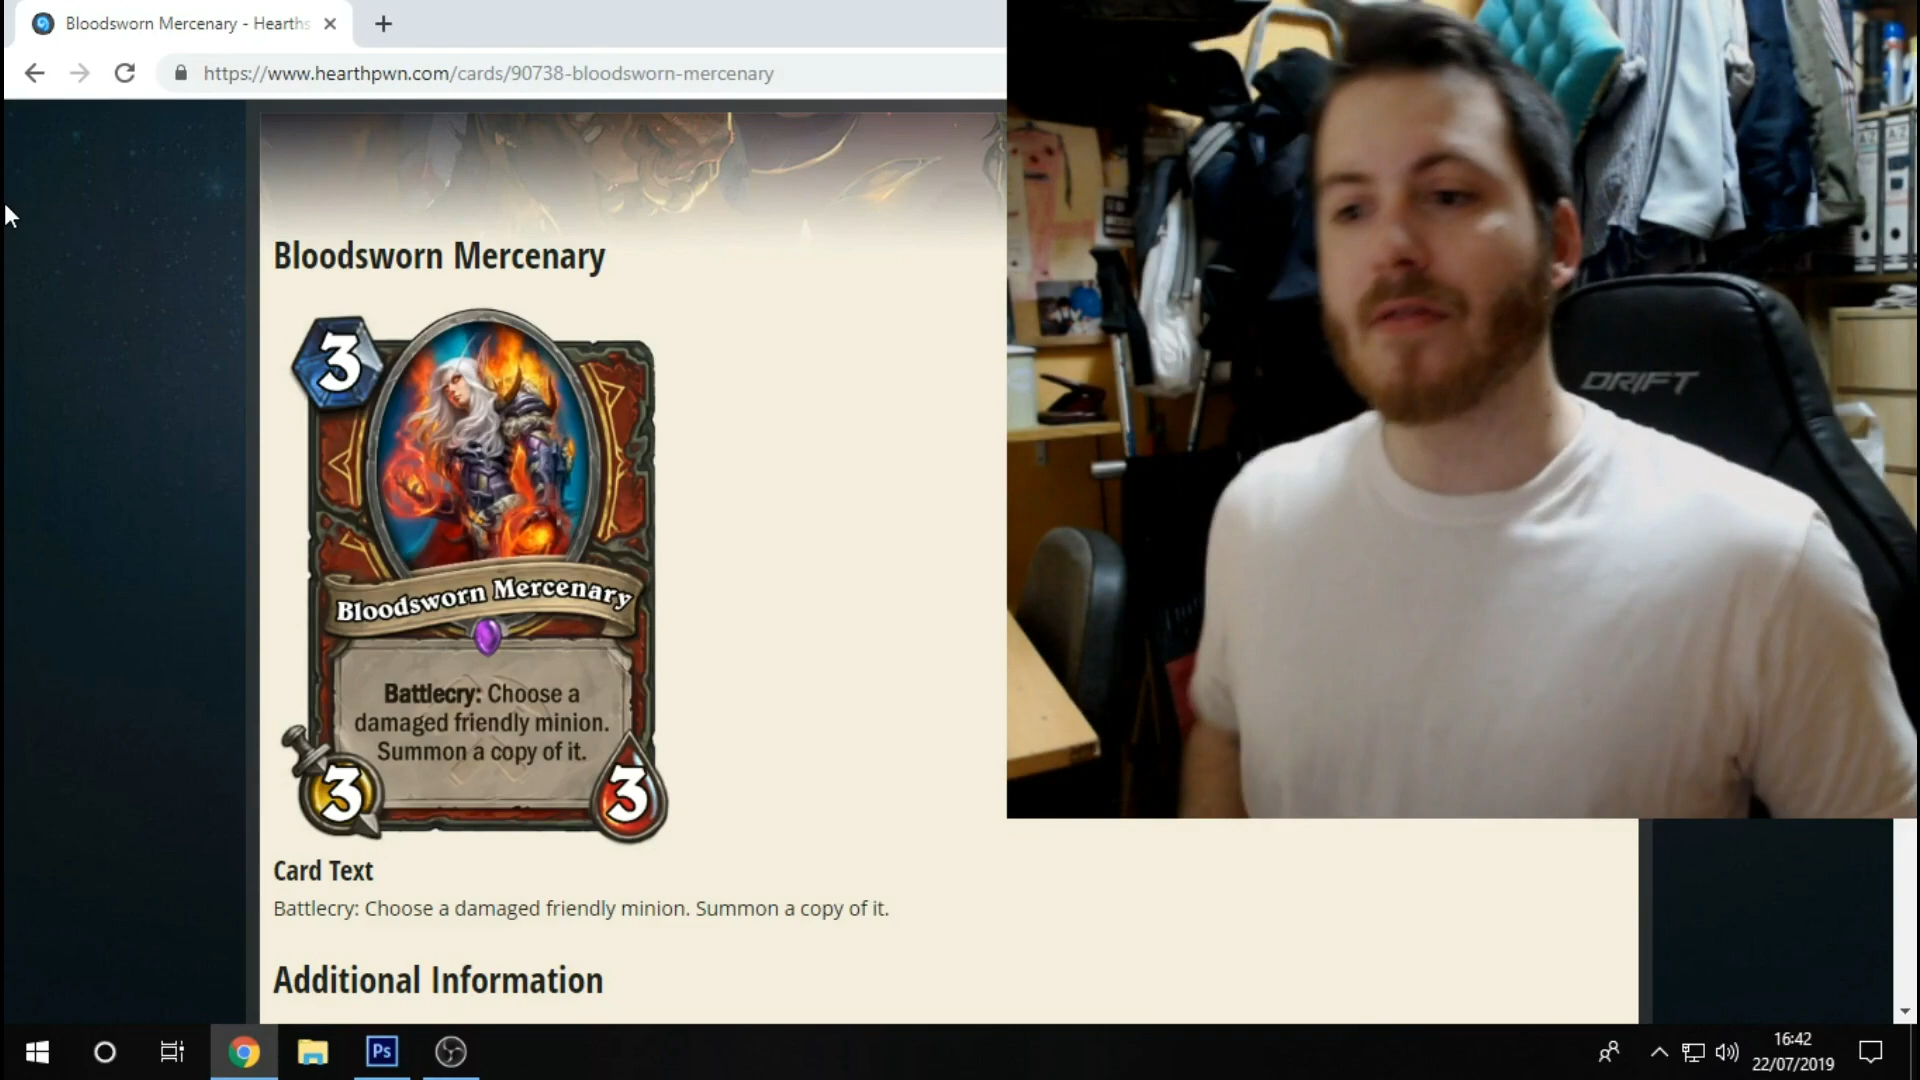 Bloodsworn Mercenary - Hearths
https://www.hearthpwn.com/cards/90738-bloodsworn-mercenary
Bloodsworn Mercenary
3
Bloodsworn Mercenary
Battlecry: Choose a
damaged friendly minion.
Summon a copy of it.
3
3
Card Text
Battlecry: Choose a damaged friendly minion. Summon a copy of it.
Additional Information
DRIFT
Ps
16:42
22/07/2019